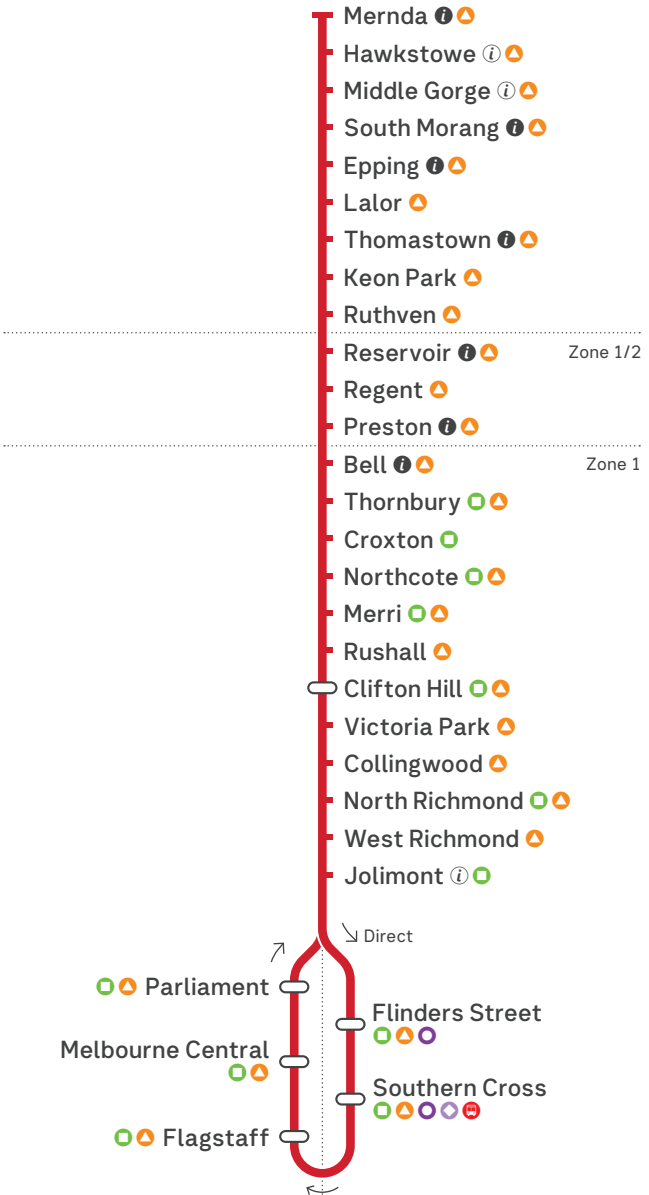 Mernda i
Hawkstowe i
Middle Gorge i
South Morang i
Epping i
Lalor
Thomastown i
Keon Park
Ruthven
Reservoir i Zone 1/2
Regent
Preston i
Bell i Zone 1
Thornbury
Croxton
Northcote
Merri
Rushall
Clifton Hill
Victoria Park
Collingwood
North Richmond
West Richmond
Jolimont i
Direct
Parliament
Flinders Street
Melbourne Central
Southern Cross
Flagstaff